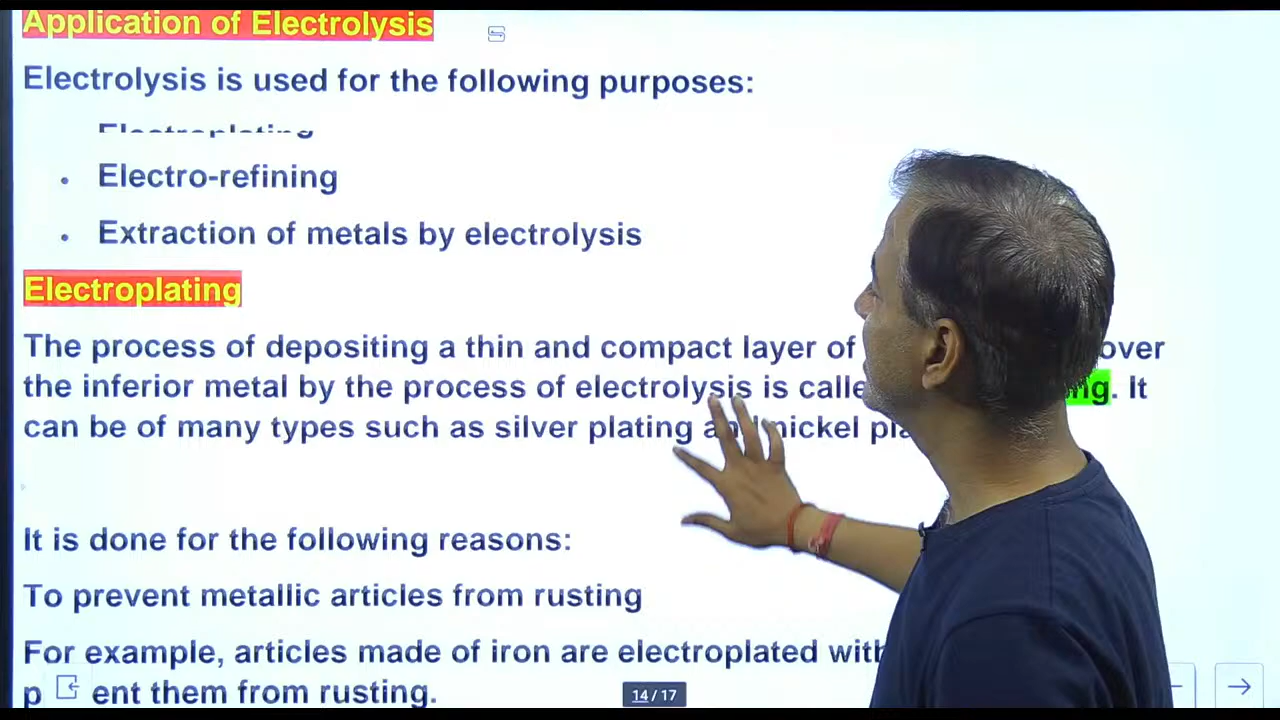 Application of Electrolysis
Electrolysis is used for the following purposes:
Electroplating
• Electro-refining
• Extraction of metals by electrolysis
Electroplating
The process of depositing a thin and compact layer of over
the inferior metal by the process of electrolysis is It
can be of many types such as silver plating and nickel
It is done for the following reasons:
To prevent metallic articles from rusting
For example, articles made of iron are electroplated with
them from rusting.
14/17